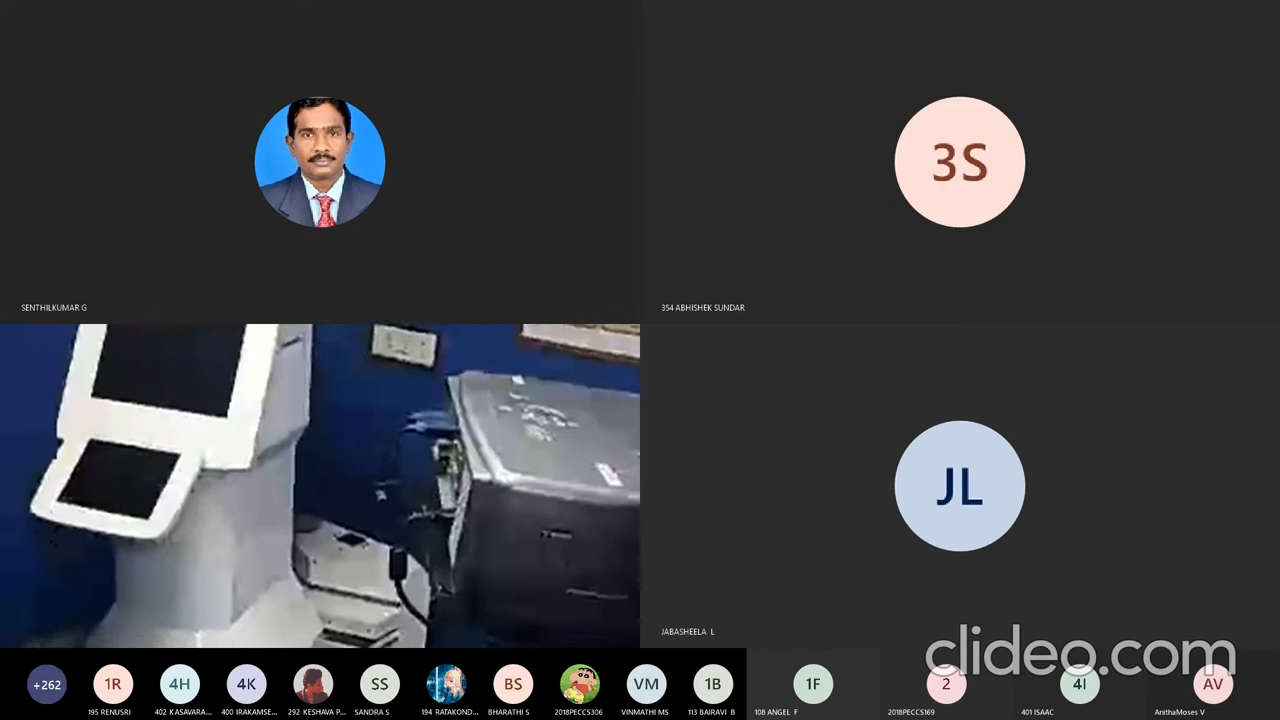 3S
SENTHILKUMAR G
354 ABHISHEK SUNDAR
JL
JABASHEELA L
clideo.com
+262
1R
4H
4K
SS
BS
VM
1B
1F
2
4I
AV
195 RENUSRI
402 KASAVARA...
400 IRAKAMSE...
292 KESHAVA P...
SANDRA S
194 RATAKOND...
BHARATHI S
2018PECCS306
VINMATHI MS
113 BAIRAVI B
108 ANGEL F
2018PECCS169
401 ISAAC
AnithaMoses V